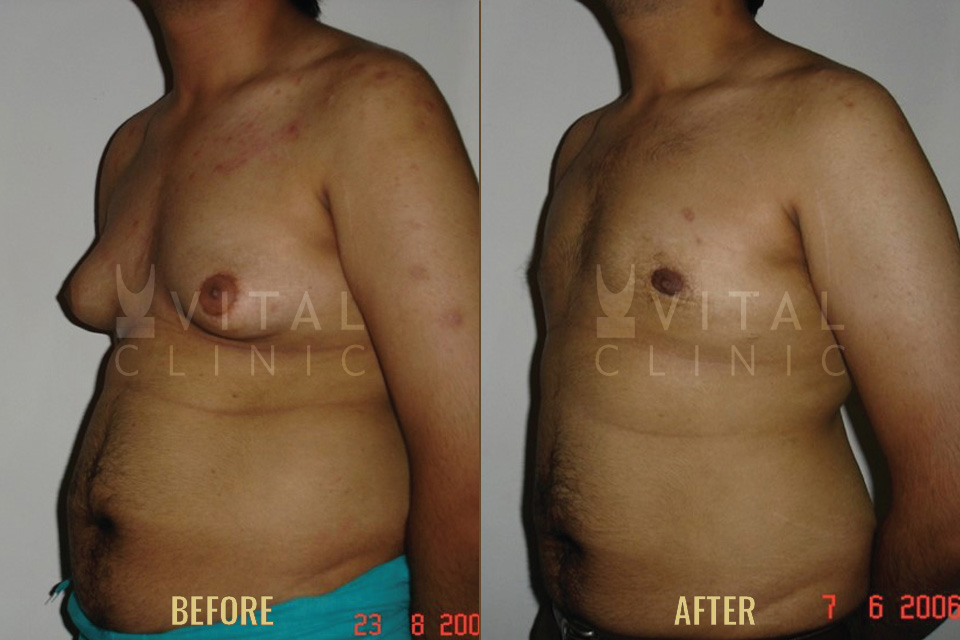 VITAL
CLINIC
VITAL
CLINIC
BEFORE
23 8 200
AFTER
7 6 2006